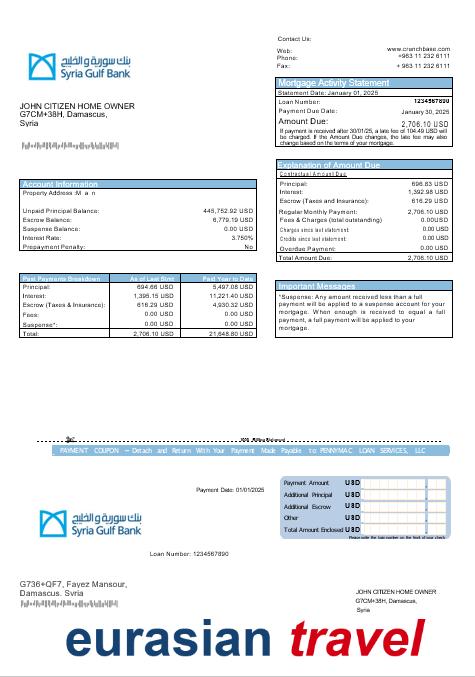 Contact Us:
Web: www.crunchbase.com
Phone: +963 11 232 6111
Fax: + 963 11 232 6111
بنك سورية و الخليج
Syria Gulf Bank
JOHN CITIZEN HOME OWNER
G7CM+38H, Damascus,
Syria
Mortgage Activity Statement
Statement Date: January 01, 2025
Loan Number: 1234567890
Payment Due Date: January 30, 2025
Amount Due: 2,706.10 USD
If payment is received after 30/01/25, a late fee of 104.49 USD will
be charged. If the Amount Due changes, the late fee may also
change based on the terms of your mortgage.
Account Information
Property Address :M a n
Unpaid Principal Balance: 445,752.92 USD
Escrow Balance: 6,779.19 USD
Suspense Balance: 0.00 USD
Interest Rate: 3.750%
Prepayment Penalty: No
Explanation of Amount Due
Contractual Amount Due
Principal: 696.83 USD
Interest: 1,392.98 USD
Escrow (Taxes and Insurance): 616.29 USD
Regular Monthly Payment: 2,706.10 USD
Fees & Charges (total outstanding) 0.00USD
Charges since last statement: 0.00 USD
Credits since last statement: 0.00 USD
Overdue Payment: 0.00 USD
Total Amount Due: 2,706.10 USD
Past Payments Breakdown As of Last Stmt Paid Year to Date
Principal: 694.66 USD 5,497.08 USD
Interest: 1,395.15 USD 11,221.40 USD
Escrow (Taxes & Insurance): 616.29 USD 4,930.32 USD
Fees: 0.00 USD 0.00 USD
Suspense*: 0.00 USD 0.00 USD
Total: 2,706.10 USD 21,648.80 USD
Important Messages
*Suspense: Any amount received less than a full
payment will be applied to a suspense account for your
mortgage. When enough is received to equal a full
payment, a full payment will be applied to your
mortgage.
PAYMENT COUPON – Detach and Return With Your Payment Made Payable to: PENNYMAC LOAN SERVICES, LLC
Payment Date: 01/01/2025
Payment Amount USD
Additional Principal USD
Additional Escrow USD
Other USD
Total Amount Enclosed USD
Please write the loan number on the front of your check
بنك سورية و الخليج
Syria Gulf Bank
Loan Number: 1234567890
G736+QF7, Fayez Mansour,
Damascus. Syria
JOHN CITIZEN HOME OWNER
G7CM+38H, Damascus,
Syria
eurasian travel